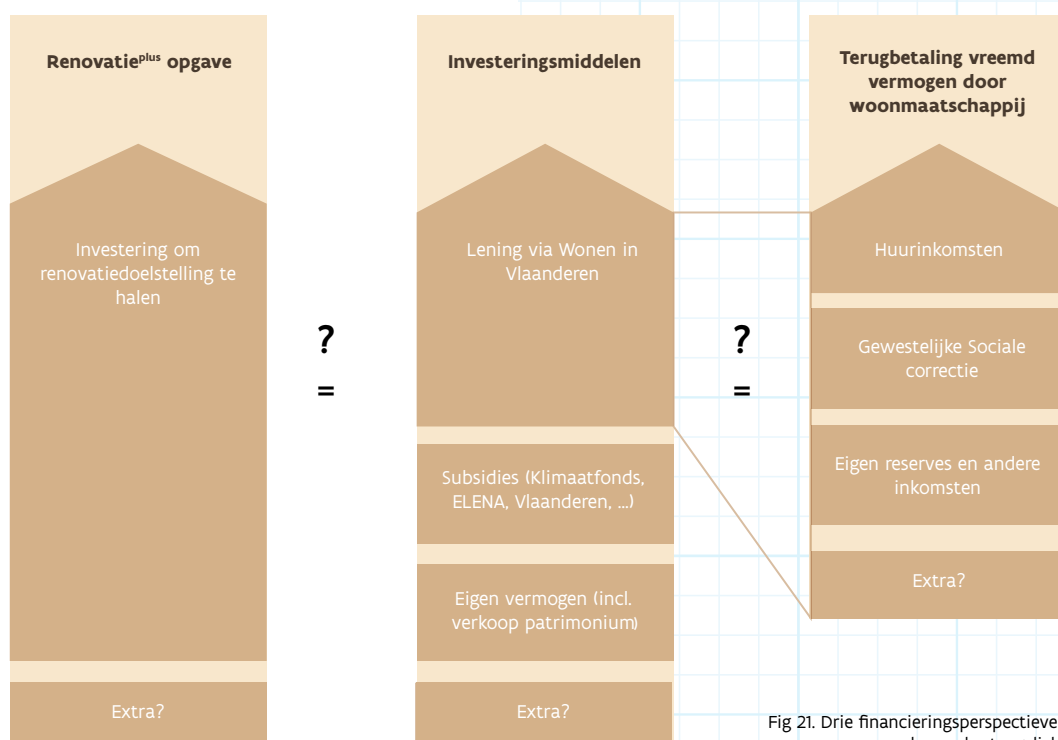 Renovatieplus opgave
Investering om
renovatiedoelstelling te
halen
Extra?
?
=
Investeringsmiddelen
Lening via Wonen in
Vlaanderen
Subsidies (Klimaatfonds,
ELENA, Vlaanderen, ...)
Eigen vermogen (incl.
verkoop patrimonium)
Extra?
?
=
Terugbetaling vreemd
vermogen door
woonmaatschappij
Huurinkomsten
Gewestelijke Sociale
correctie
Eigen reserves en andere
inkomsten
Extra?
Fig 21. Drie financieringsperspectieve